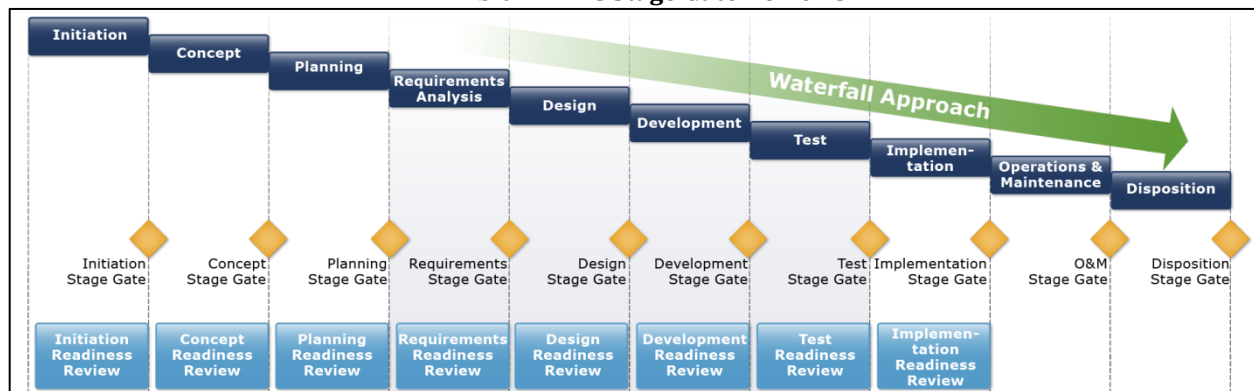 Initiation
Concept
Planning
Requirements
Analysis
Design
Development
Test
Implemen-
tation
Operations &
Maintenance
Disposition
Waterfall Approach
Initiation
Stage Gate
Concept
Stage Gate
Planning
Stage Gate
Requirements
Stage Gate
Design
Stage Gate
Development
Stage Gate
Test
Stage Gate
Implementation
Stage Gate
O&M
Stage Gate
Disposition
Stage Gate
Initiation
Readiness
Review
Concept
Readiness
Review
Planning
Readiness
Review
Requirements
Readiness
Review
Design
Readiness
Review
Development
Readiness
Review
Test
Readiness
Review
Implemen-
tation
Readiness
Review